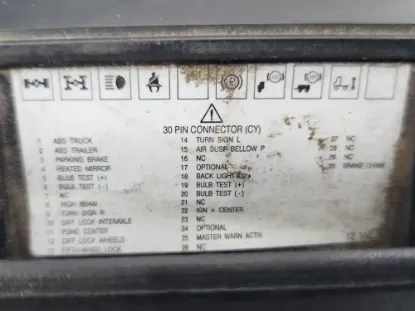 30 PIN CONNECTOR (CY)
1 ABS TRUCK
2 ABS TRAILER
3 PARKING BRAKE
4 HEATED MIRROR
5 BULB TEST (+)
6 BULB TEST (-)
7 NC
8 HIGH BEAM
9 TURN SIGN R
10 DIFF LOCK INTERAXLE
11 ROAD CENTER
12 DIFF LOCK WHEELS
13 FIFTH WHEEL LOCK
14 TURN SIGN L
15 AIR SUSP BELLOW P
16 NC
17 OPTIONAL
18 BACK LIGHT
19 BULB TEST (+)
20 BULB TEST (-)
21 NC
22 IGN + CENTER
23 NC
24 OPTIONAL
25 MASTER WARN ACTIV
26 NC
27 NC
28 NC
29 NC
30 BRAKE CHIME